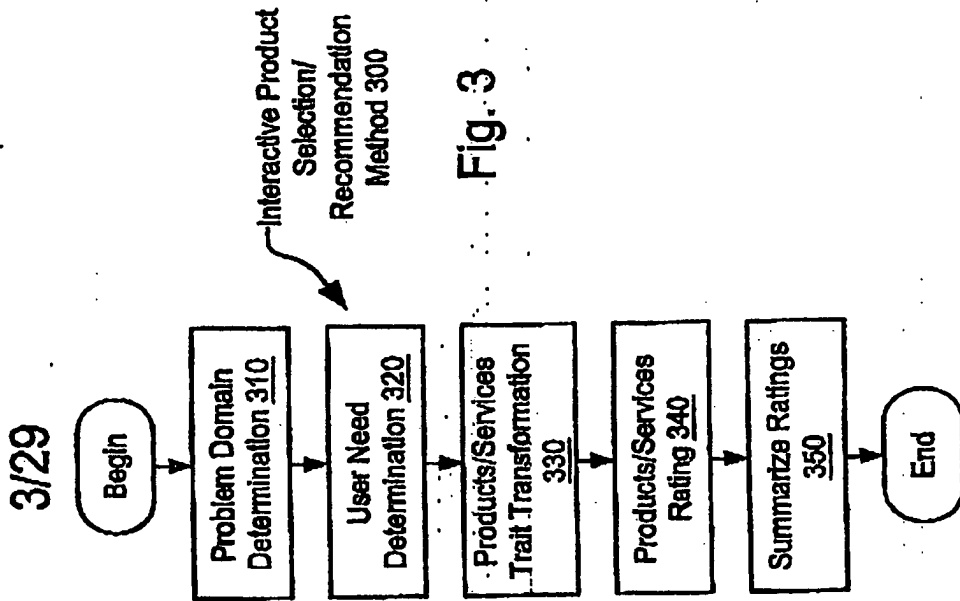 3/29
Begin
Problem Domain
Determination 310
User Need
Determination 320
Products/Services
Trait Transformation
330
Products/Services
Rating 340
Summarize Ratings
350
End
Interactive Product
Selection/
Recommendation
Method 300
Fig. 3